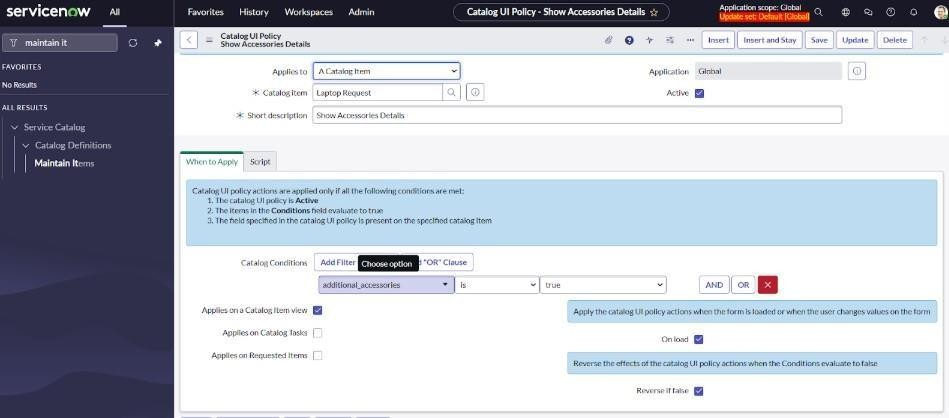 servicenow
All
Favorites
History
Workspaces
Admin
Catalog UI Policy - Show Accessories Details
Application scope: Global
Update set: Default [Global]
maintain it
FAVORITES
No Results
ALL RESULTS
Service Catalog
Catalog Definitions
Maintain Items
Catalog UI Policy
Show Accessories Details
Insert
Insert and Stay
Save
Update
Delete
Applies to
A Catalog Item
Application
Global
Catalog item
Laptop Request
Active
Short description
Show Accessories Details
When to Apply
Script
Catalog UI policy actions are applied only if all the following conditions are met:
1. The catalog UI policy is Active
2. The items in the Conditions field evaluate to true
3. The field specified in the catalog UI policy is present on the specified catalog item
Catalog Conditions
Add Filter
Choose option
"OR" Clause
additional_accessories
is
true
AND
OR
Applies on a Catalog Item view
Apply the catalog UI policy actions when the form is loaded or when the user changes values on the form
Applies on Catalog Tasks
On load
Applies on Requested Items
Reverse the effects of the catalog UI policy actions when the Conditions evaluate to false
Reverse if false